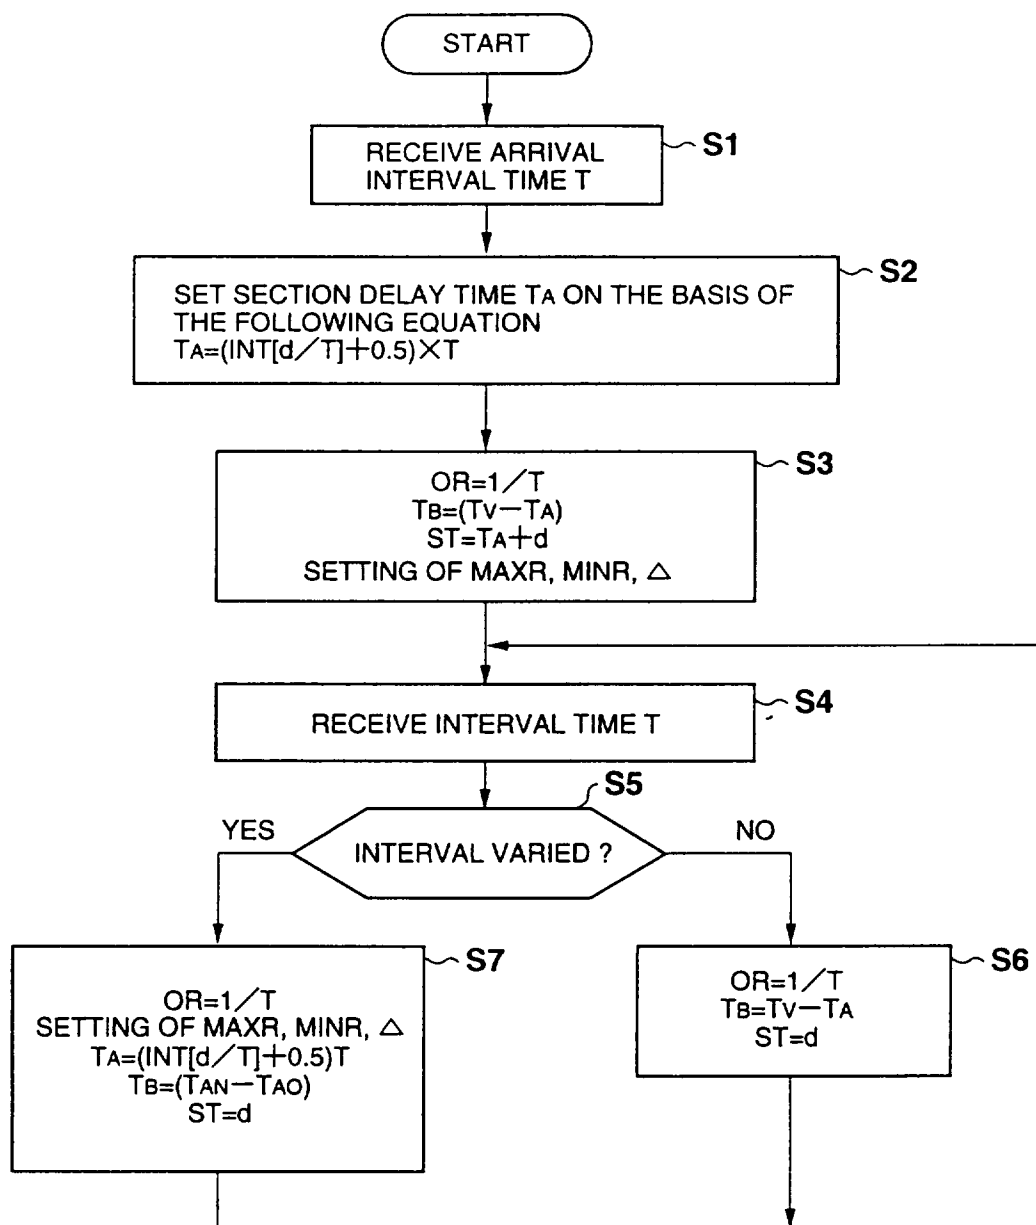 START
S1
RECEIVE ARRIVAL
INTERVAL TIME T
S2
SET SECTION DELAY TIME TA ON THE BASIS OF
THE FOLLOWING EQUATION
TA=(INT[d/T]+0.5)×T
S3
OR=1/T
TB=(TV-TA)
ST=TA+d
SETTING OF MAXR, MINR, △
S4
RECEIVE INTERVAL TIME T
S5
YES
INTERVAL VARIED ?
NO
S7
OR=1/T
SETTING OF MAXR, MINR, △
TA=(INT[d/T]+0.5)T
TB=(TAN-TAO)
ST=d
S6
OR=1/T
TB=TV-TA
ST=d